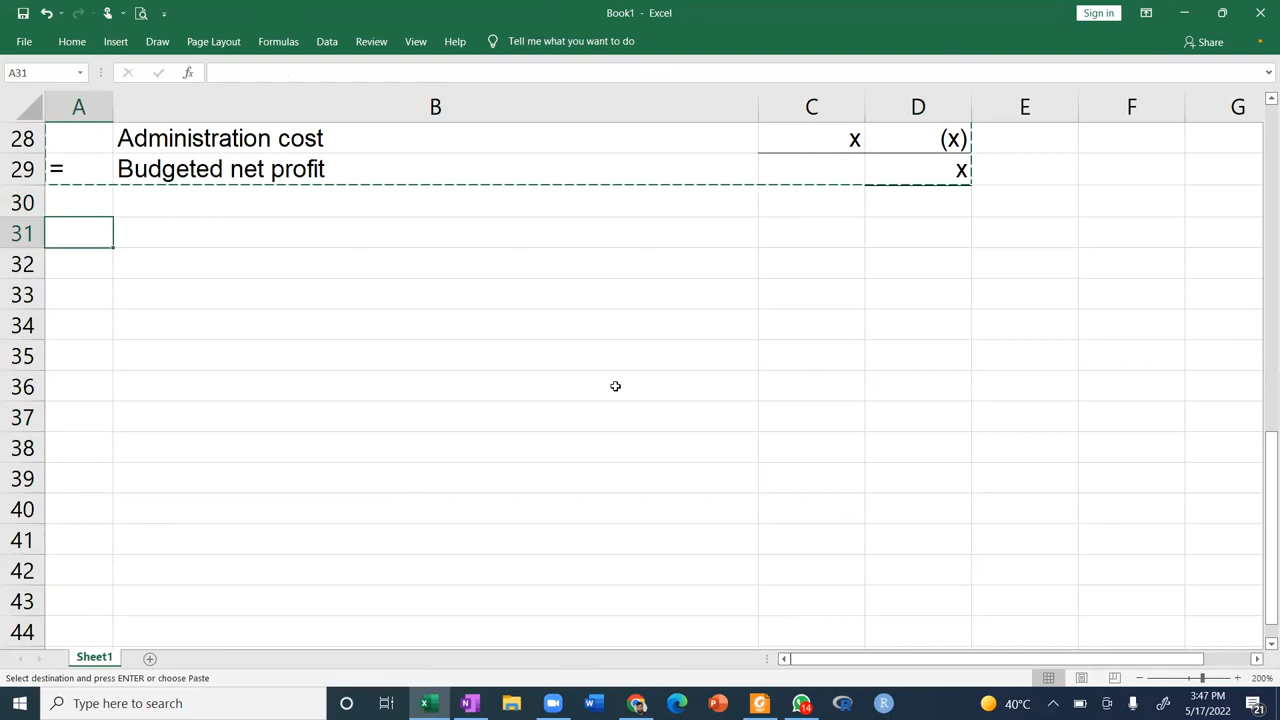 Book1 - Excel
Sign in
File Home Insert Draw Page Layout Formulas Data Review View Help Tell me what you want to do Share
A31 fx
A B C D E F G
28 Administration cost x (x)
29 = Budgeted net profit x
30
31
32
33
34
35
36
37
38
39
40
41
42
43
44
Sheet1
Select destination and press ENTER or choose Paste 200%
Type here to search 14 40°C 3:47 PM
5/17/2022 21